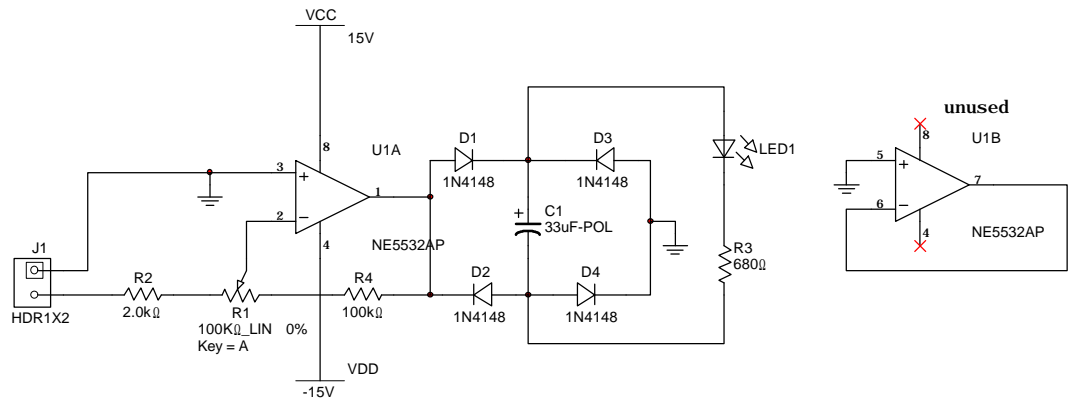 VCC
15V
8
U1A
3
1
2
4
NE5532AP
J1
HDR1X2
R2
2.0kΩ
R1
100KΩ_LIN 0%
Key = A
R4
100kΩ
VDD
-15V
D1
1N4148
D3
1N4148
+
C1
33uF-POL
D2
1N4148
D4
1N4148
LED1
R3
680Ω
unused
8
U1B
5
7
6
4
NE5532AP